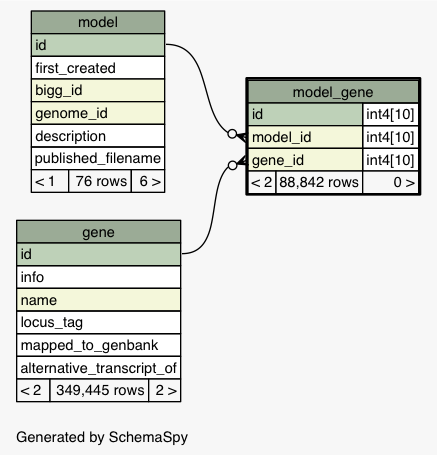 model
id
first_created
bigg_id
genome_id
description
published_filename
< 1 76 rows 6 >
model_gene
id int4[10]
model_id int4[10]
gene_id int4[10]
< 2 88,842 rows 0 >
gene
id
info
name
locus_tag
mapped_to_genbank
alternative_transcript_of
< 2 349,445 rows 2 >
Generated by SchemaSpy